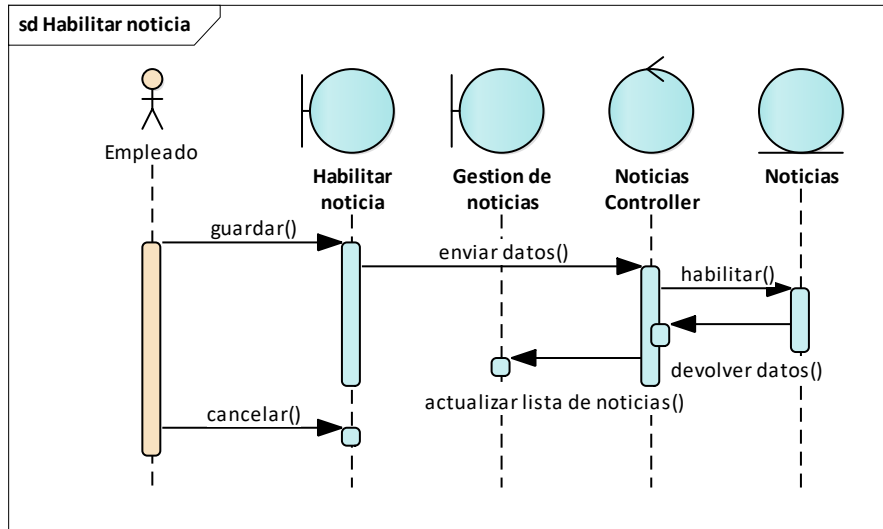 sd Habilitar noticia
Empleado
Habilitar
noticia
Gestion de
noticias
Noticias
Controller
Noticias
guardar()
enviar datos()
habilitar()
devolver datos()
actualizar lista de noticias()
cancelar()